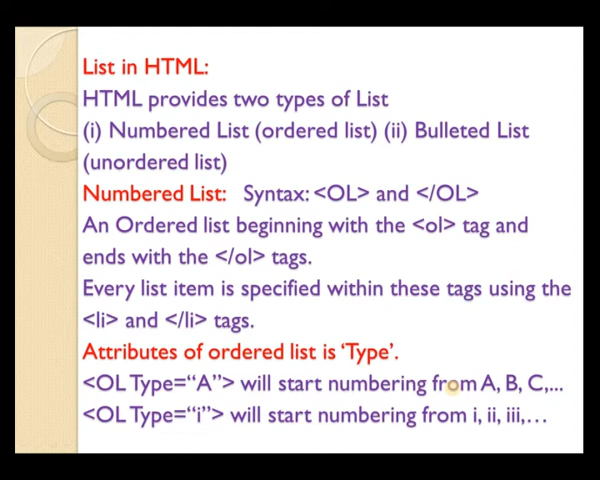 List in HTML:
HTML provides two types of List
(i) Numbered List (ordered list) (ii) Bulleted List
(unordered list)
Numbered List: Syntax: <OL> and </OL>
An Ordered list beginning with the <ol> tag and
ends with the </ol> tags.
Every list item is specified within these tags using the
<li> and </li> tags.
Attributes of ordered list is ‘Type’.
<OL Type=“A”> will start numbering from A, B, C,...
<OL Type=“i”> will start numbering from i, ii, iii,…